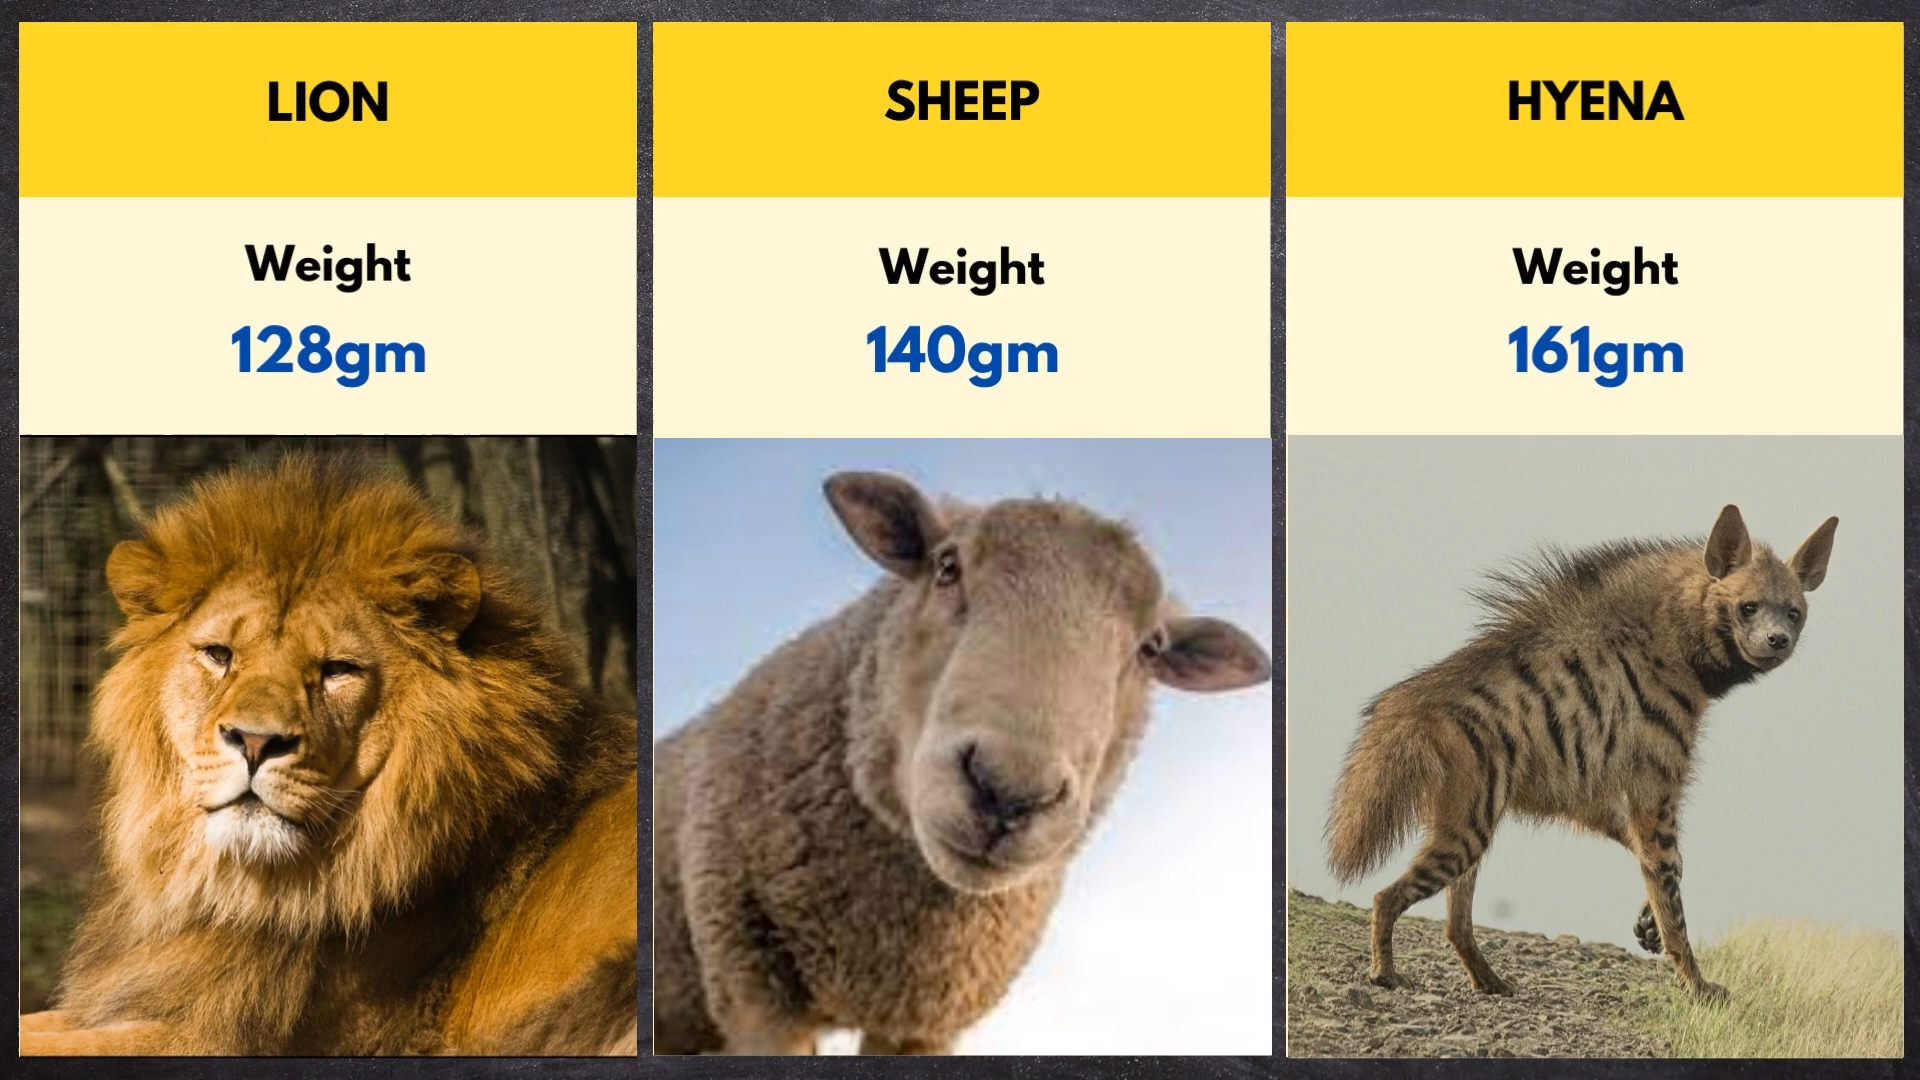 LION
Weight
128gm
SHEEP
Weight
140gm
HYENA
Weight
161gm